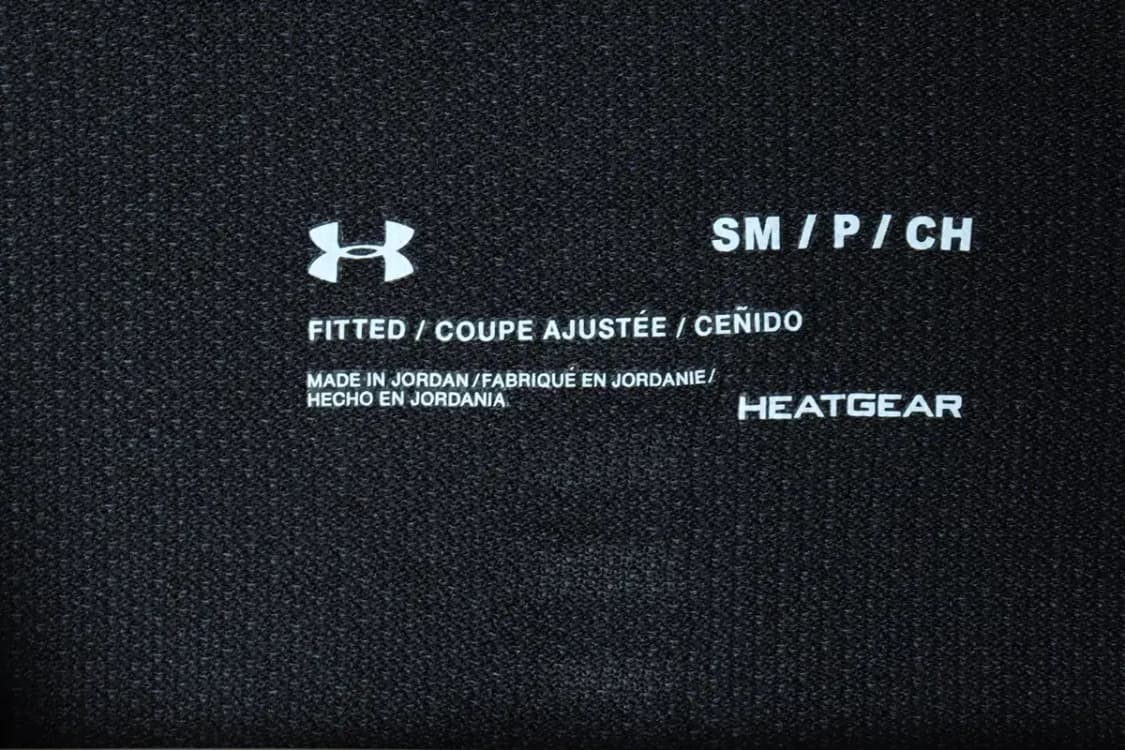 SM / P / CH
FITTED / COUPE AJUSTÉE / CEÑIDO
MADE IN JORDAN / FABRIQUÉ EN JORDANIE /
HECHO EN JORDANIA
HEATGEAR